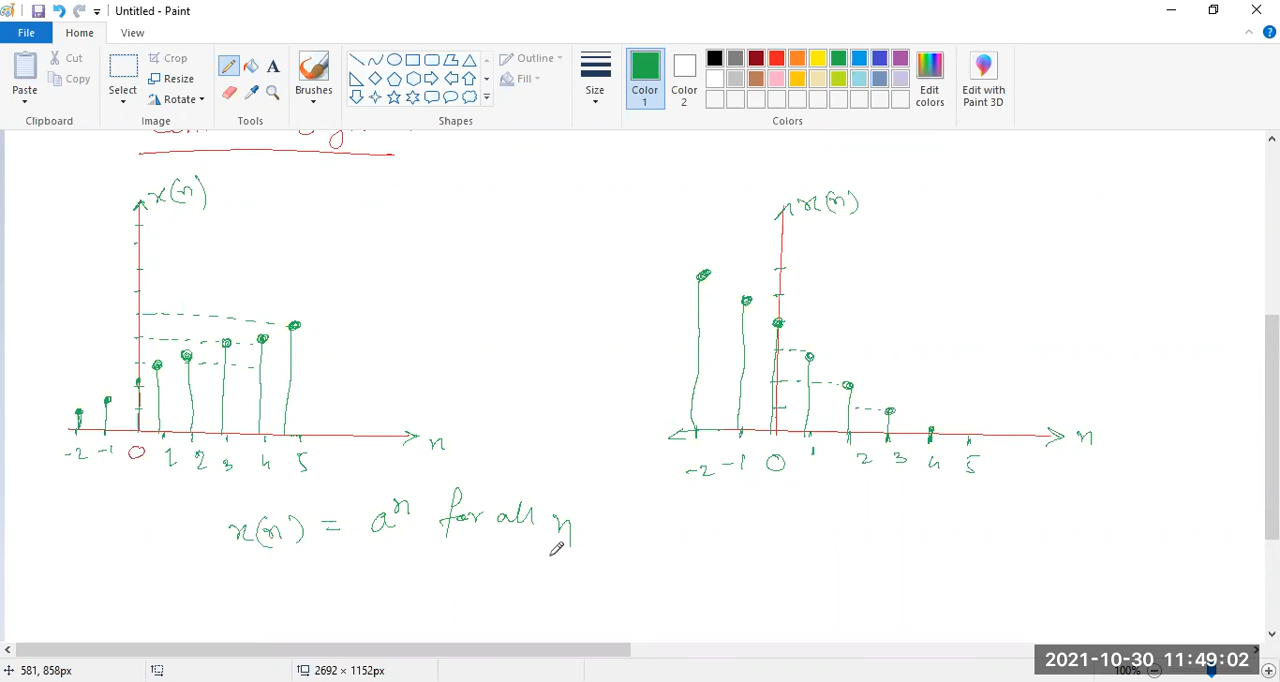 Untitled - Paint
File
Home
View
Paste
Cut
Copy
Clipboard
Select
Crop
Resize
Rotate
Image
A
Tools
Brushes
Outline
Fill
Shapes
Size
Color 1
Color 2
Edit colors
Edit with Paint 3D
Colors
x(n)
n
-2 -1 0 1 2 3 4 5
x(n)
n
-2 -1 0 1 2 3 4 5
x(n) = aⁿ for all n
581, 858px
2692 × 1152px
100%
2021-10-30 11:49:02